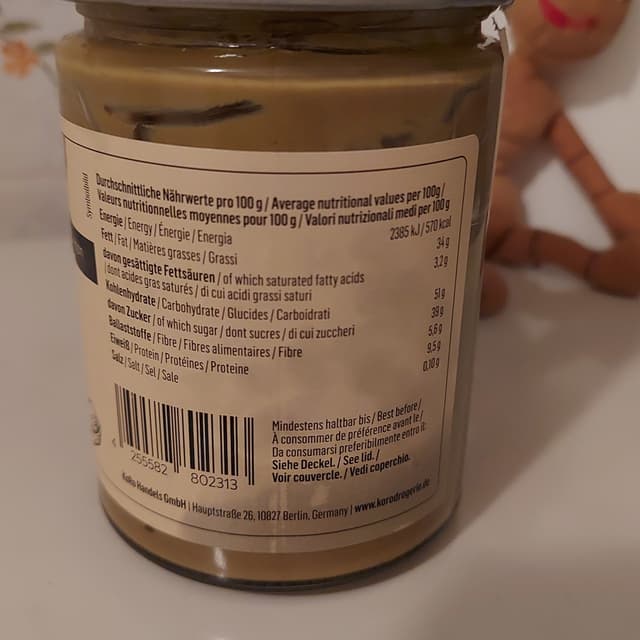 Symbolbild
Durchschnittliche Nährwerte pro 100 g / Average nutritional values per 100g /
Valeurs nutritionnelles moyennes pour 100 g / Valori nutrizionali medi per 100 g
Energie / Energy / Énergie / Energia 2385 kJ / 570 kcal
Fett / Fat / Matières grasses / Grassi 34 g
davon gesättigte Fettsäuren / of which saturated fatty acids 3,2 g
/ dont acides gras saturés / di cui acidi grassi saturi
Kohlenhydrate / Carbohydrate / Glucides / Carboidrati 51 g
davon Zucker / of which sugar / dont sucres / di cui zuccheri 39 g
Ballaststoffe / Fibre / Fibres alimentaires / Fibre 5,6 g
Eiweiß / Protein / Protéines / Proteine 9,5 g
Salz / Salt / Sel / Sale 0,10 g
4 255582 802313
Mindestens haltbar bis / Best before /
À consommer de préférence avant le /
Da consumarsi preferibilmente entro il:
Siehe Deckel. / See lid. /
Voir couvercle. / Vedi coperchio.
KoRo Handels GmbH | Hauptstraße 26, 10827 Berlin, Germany | www.korodrogerie.de